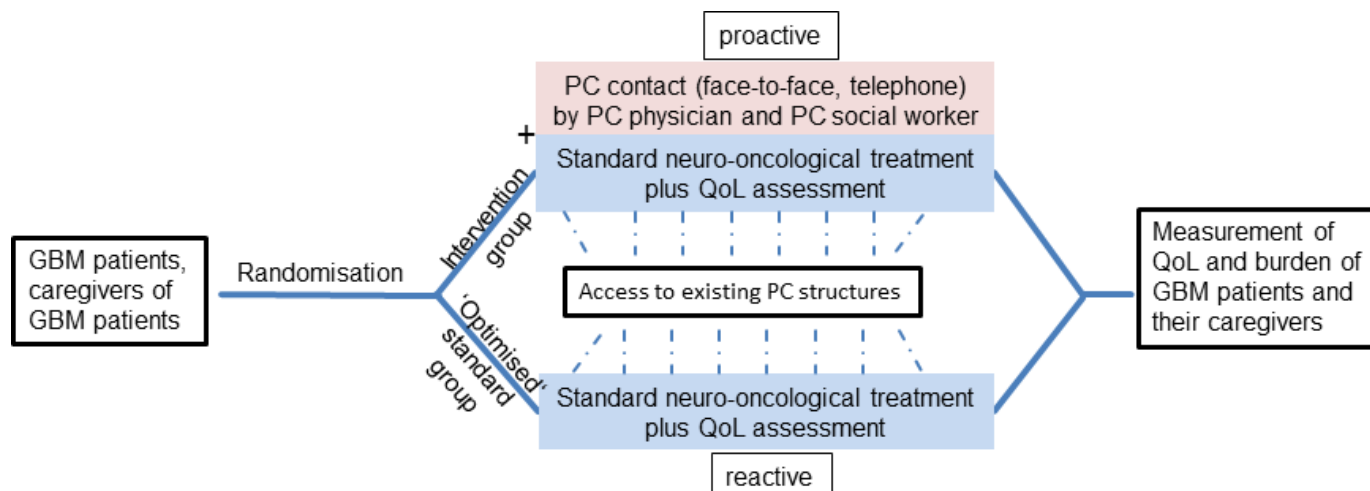 proactive
PC contact (face-to-face, telephone)
by PC physician and PC social worker
+
Standard neuro-oncological treatment
plus QoL assessment
Intervention
group
GBM patients,
caregivers of
GBM patients
Randomisation
Access to existing PC structures
Measurement of
QoL and burden of
GBM patients and
their caregivers
‘Optimised‘
standard
group
Standard neuro-oncological treatment
plus QoL assessment
reactive